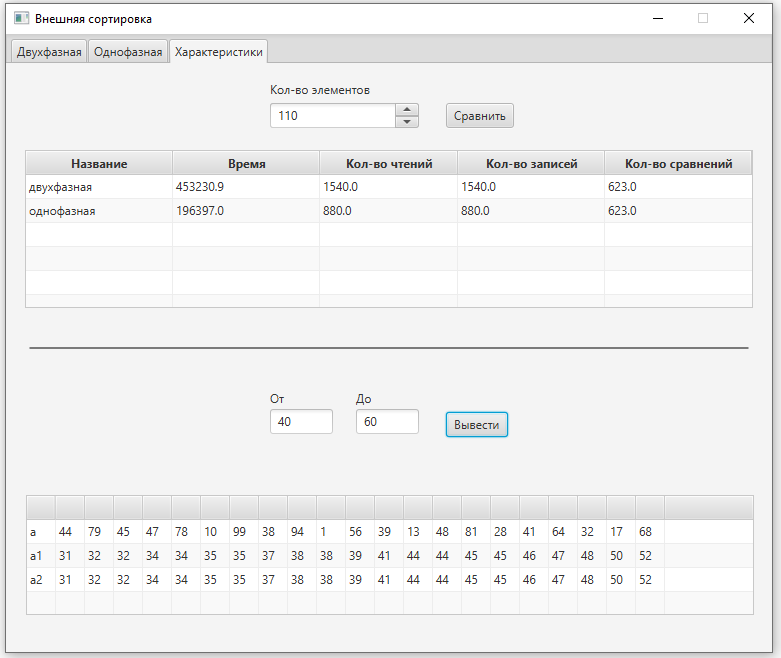 Внешняя сортировка
Двухфазная Однофазная Характеристики
Кол-во элементов
110 Сравнить
Название Время Кол-во чтений Кол-во записей Кол-во сравнений
двухфазная 453230.9 1540.0 1540.0 623.0
однофазная 196397.0 880.0 880.0 623.0
От До
40 60 Вывести
a 44 79 45 47 78 10 99 38 94 1 56 39 13 48 81 28 41 64 32 17 68
a1 31 32 32 34 34 35 35 37 38 38 39 41 44 44 45 45 46 47 48 50 52
a2 31 32 32 34 34 35 35 37 38 38 39 41 44 44 45 45 46 47 48 50 52